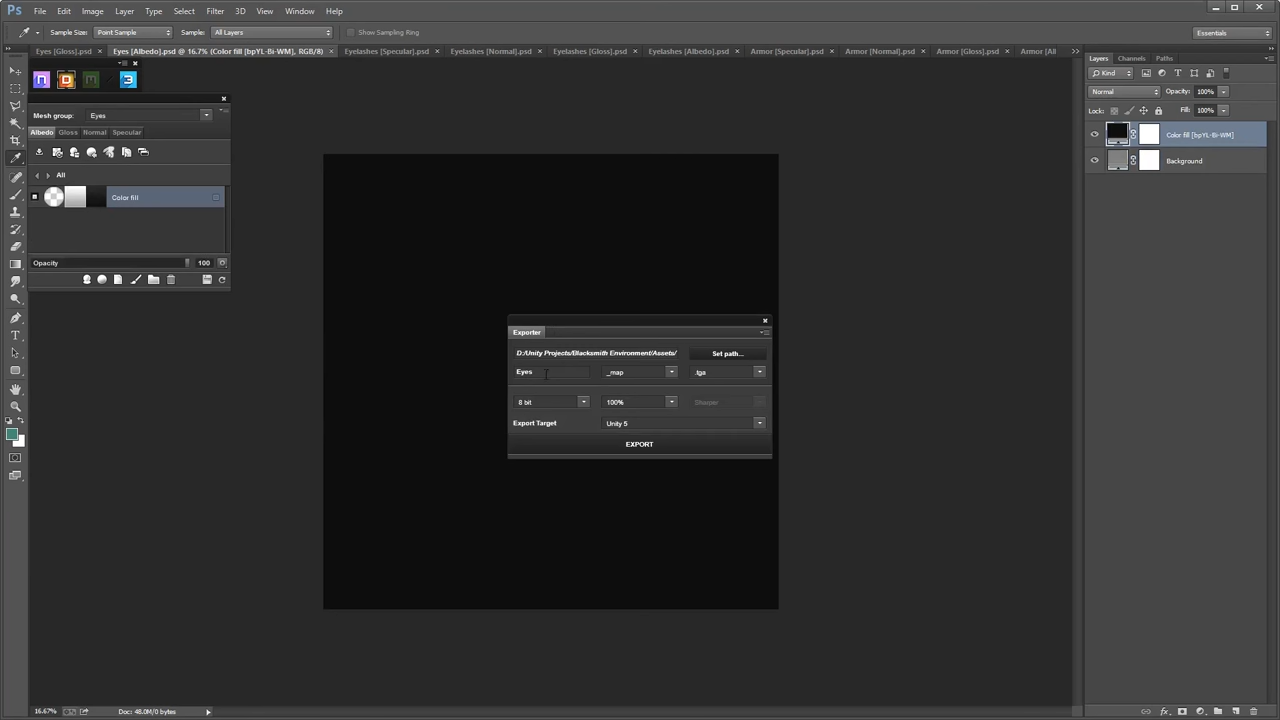 Ps File Edit Image Layer Type Select Filter 3D View Window Help
Sample Size: Point Sample Sample: All Layers Show Sampling Ring Essentials
Eyes [Gloss].psd × Eyes [Albedo].psd @ 16.7% (Color fill [bpYL-Bi-WM], RGB/8) × Eyelashes [Specular].psd × Eyelashes [Normal].psd × Eyelashes [Gloss].psd × Eyelashes [Albedo].psd × Armor [Specular].psd × Armor [Normal].psd × Armor [Gloss].psd × Armor [Al
n D m 3
Mesh group: Eyes
Albedo Gloss Normal Specular
All
Color fill
Opacity 100
Exporter
D:/Unity Projects/Blacksmith Environment/Assets/ Set path...
Eyes _map .tga
8 bit 100% Sharper
Export Target Unity 5
EXPORT
Layers Channels Paths
Kind
Normal Opacity: 100%
Lock: Fill: 100%
Color fill [bpYL-Bi-WM]
Background
16.67% Doc: 48.0M/0 bytes